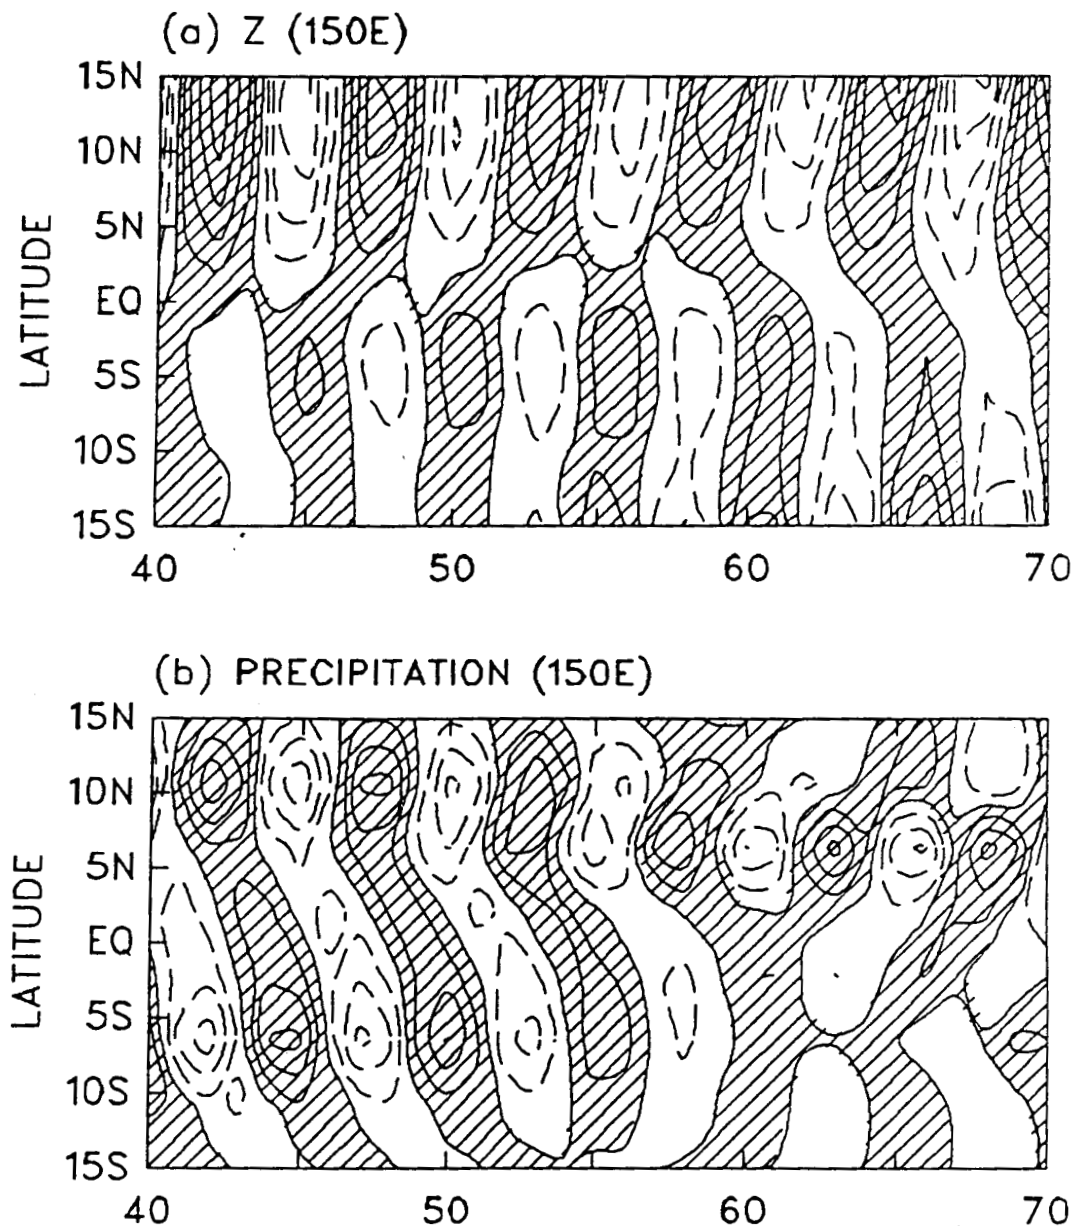 (a) Z (150E)
15N
10N
5N
EQ
5S
10S
15S
LATITUDE
40 50 60 70
(b) PRECIPITATION (150E)
15N
10N
5N
EQ
5S
10S
15S
LATITUDE
40 50 60 70